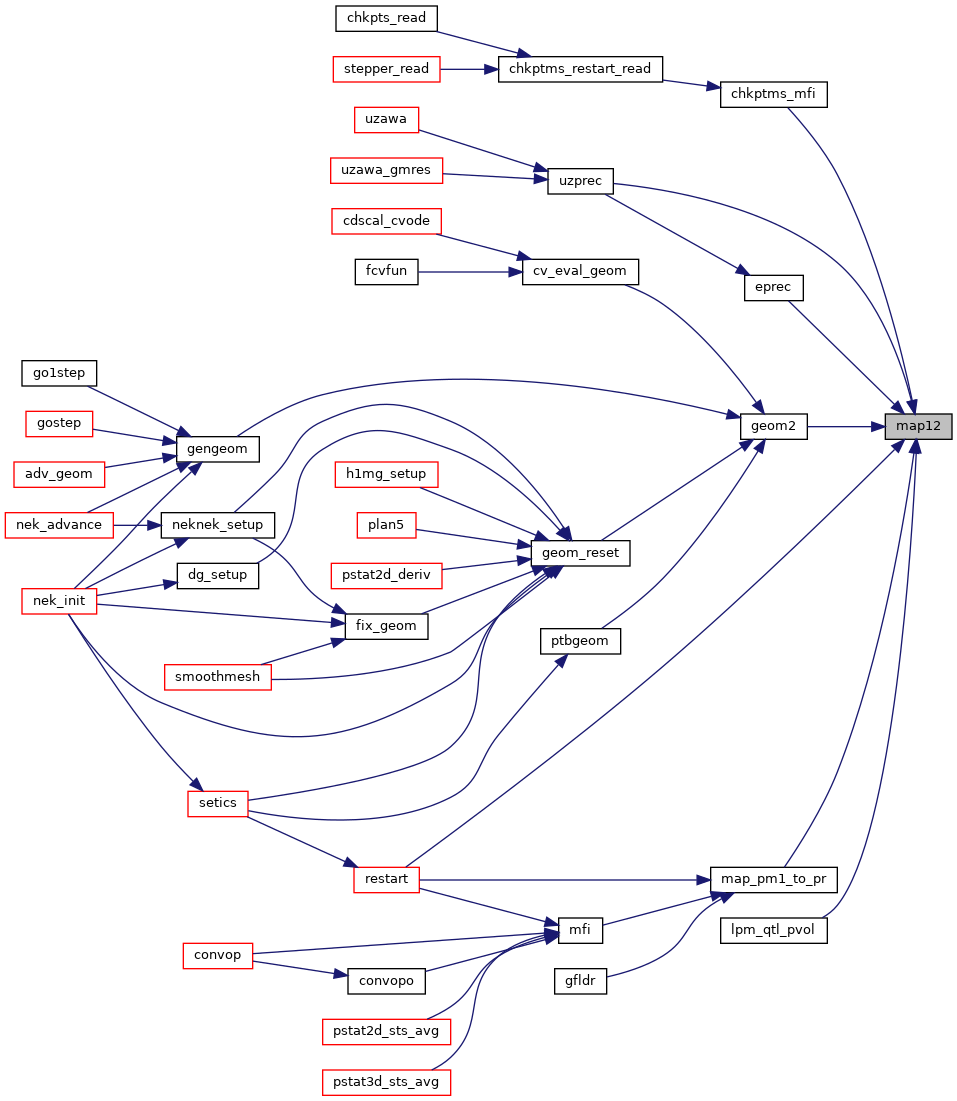 chkpts_read
stepper_read
chkptms_restart_read
chkptms_mfi
uzawa
uzawa_gmres
uzprec
cdscal_cvode
fcvfun
cv_eval_geom
eprec
go1step
gostep
gengeom
geom2
map12
adv_geom
h1mg_setup
nek_advance
neknek_setup
plan5
geom_reset
dg_setup
pstat2d_deriv
nek_init
fix_geom
ptbgeom
smoothmesh
setics
restart
map_pm1_to_pr
mfi
lpm_qtl_pvol
convop
convopo
gfldr
pstat2d_sts_avg
pstat3d_sts_avg